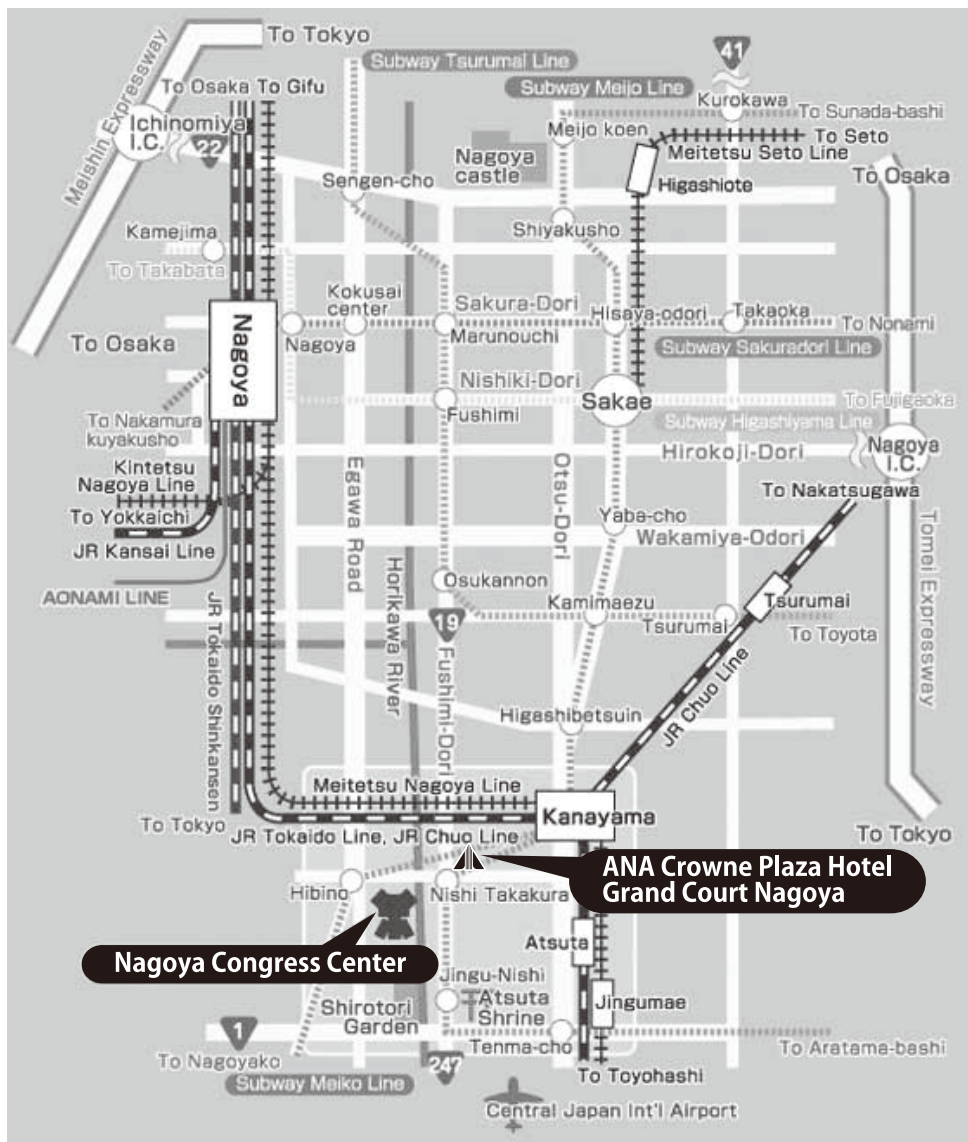 To Tokyo
Meishin Expressway
Subway Tsurumai Line
41
To Osaka
To Gifu
Subway Meijo Line
Kurokawa
To Sunada-bashi
Ichinomiya
I.C.
22
Meijo koen
To Seto
Meitetsu Seto Line
Nagoya
castle
Higashiote
To Osaka
Sengen-cho
Kamejima
Shiyakusho
To Takabata
Kokusai
center
Sakura-Dori
Hisaya-odori
Takaoka
To Nonami
Nagoya
To Osaka
Nagoya
Marunouchi
Subway Sakuradori Line
Nishiki-Dori
Sakae
To Fujigaoka
Fushimi
To Nakamura
kuyakusho
Subway Higashiyama Line
Hirokoji-Dori
Nagoya
I.C.
Kintetsu
Nagoya Line
To Yokkaichi
JR Kansai Line
Egawa Road
Otsu-Dori
To Nakatsugawa
Yaba-cho
Wakamiya-Odori
Tomei Expressway
Horikawa River
Osukannon
AONAMI LINE
Kamimaezu
Tsurumai
Tsurumai
To Toyota
19
Fushimi-Dori
JR Tokaido Shinkansen
JR Chuo Line
Higashibetsuin
Meitetsu Nagoya Line
Kanayama
To Tokyo
JR Tokaido Line, JR Chuo Line
To Tokyo
ANA Crowne Plaza Hotel
Grand Court Nagoya
Hibino
Nishi Takakura
Atsuta
Nagoya Congress Center
Jingu-Nishi
Shirotori
Garden
Atsuta
Shrine
Jingumae
1
To Nagoyako
Tenma-cho
To Aratama-bashi
247
Subway Meiko Line
To Toyohashi
Central Japan Int'l Airport